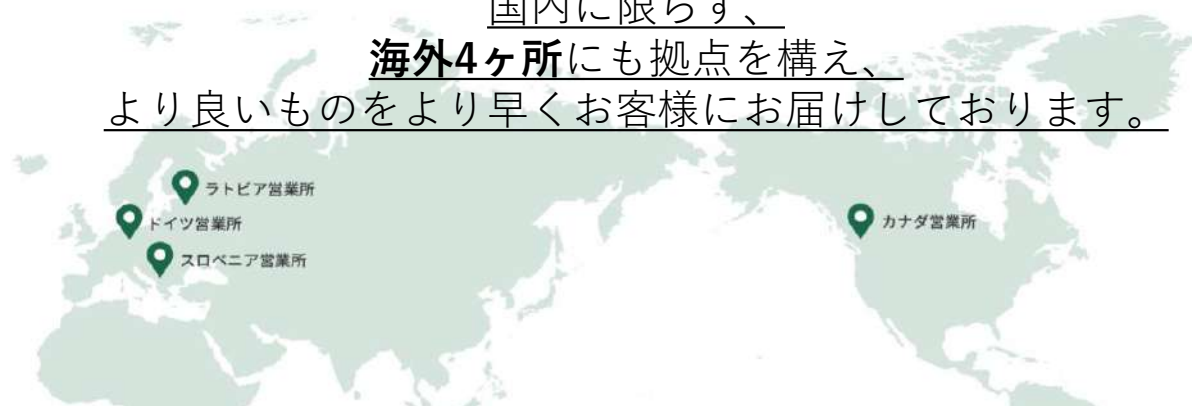 国内に限らず、
海外4ヶ所にも拠点を構え、
より良いものをより早くお客様にお届けしております。
ラトビア営業所
ドイツ営業所
カナダ営業所
スロベニア営業所